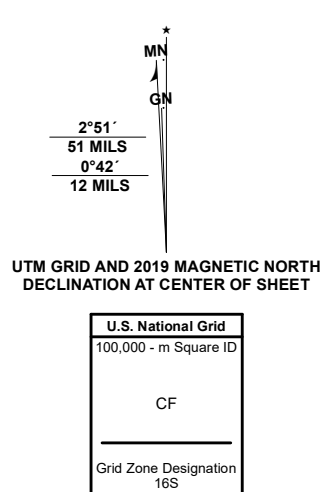 ★
MN
GN
2°51´
51 MILS
0°42´
12 MILS
UTM GRID AND 2019 MAGNETIC NORTH
DECLINATION AT CENTER OF SHEET
U.S. National Grid
100,000 - m Square ID
CF
Grid Zone Designation
16S